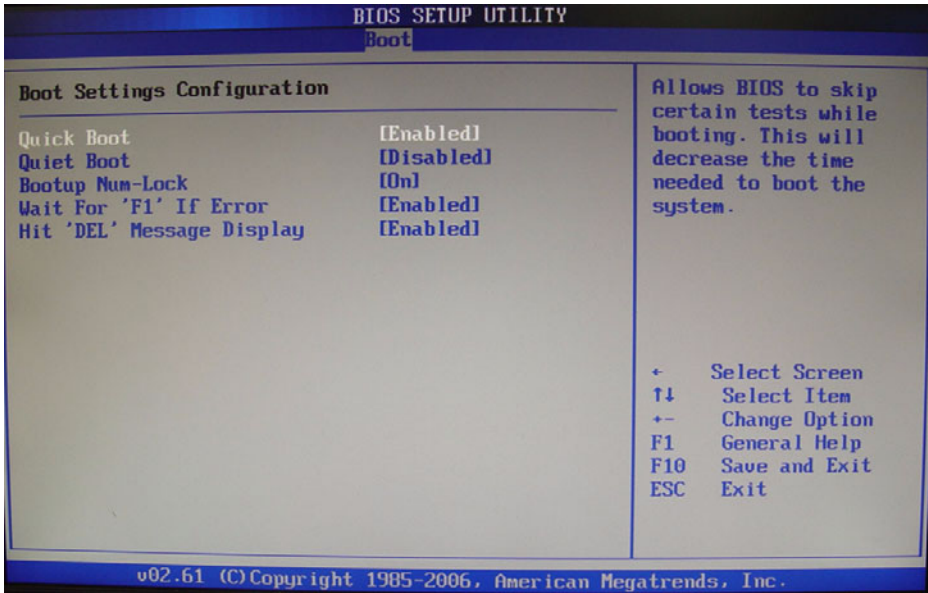 BIOS SETUP UTILITY
Boot
Boot Settings Configuration
Quick Boot [Enabled]
Quiet Boot [Disabled]
Bootup Num-Lock [On]
Wait For 'F1' If Error [Enabled]
Hit 'DEL' Message Display [Enabled]
Allows BIOS to skip
certain tests while
booting. This will
decrease the time
needed to boot the
system.
← Select Screen
↑↓ Select Item
+- Change Option
F1 General Help
F10 Save and Exit
ESC Exit
v02.61 (C)Copyright 1985-2006, American Megatrends, Inc.